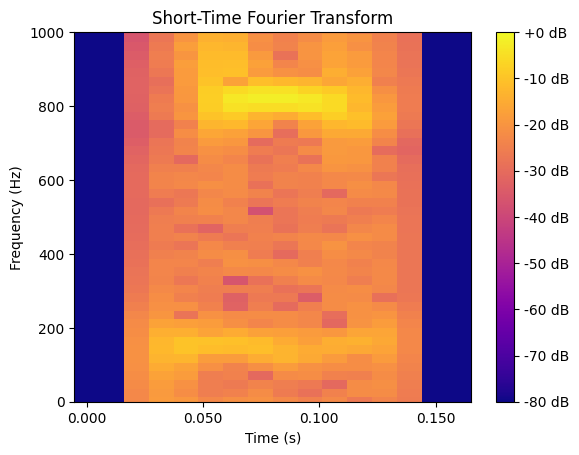 Short-Time Fourier Transform
1000
800
600
400
200
0
Frequency (Hz)
0.000
0.050
0.100
0.150
Time (s)
+0 dB
-10 dB
-20 dB
-30 dB
-40 dB
-50 dB
-60 dB
-70 dB
-80 dB